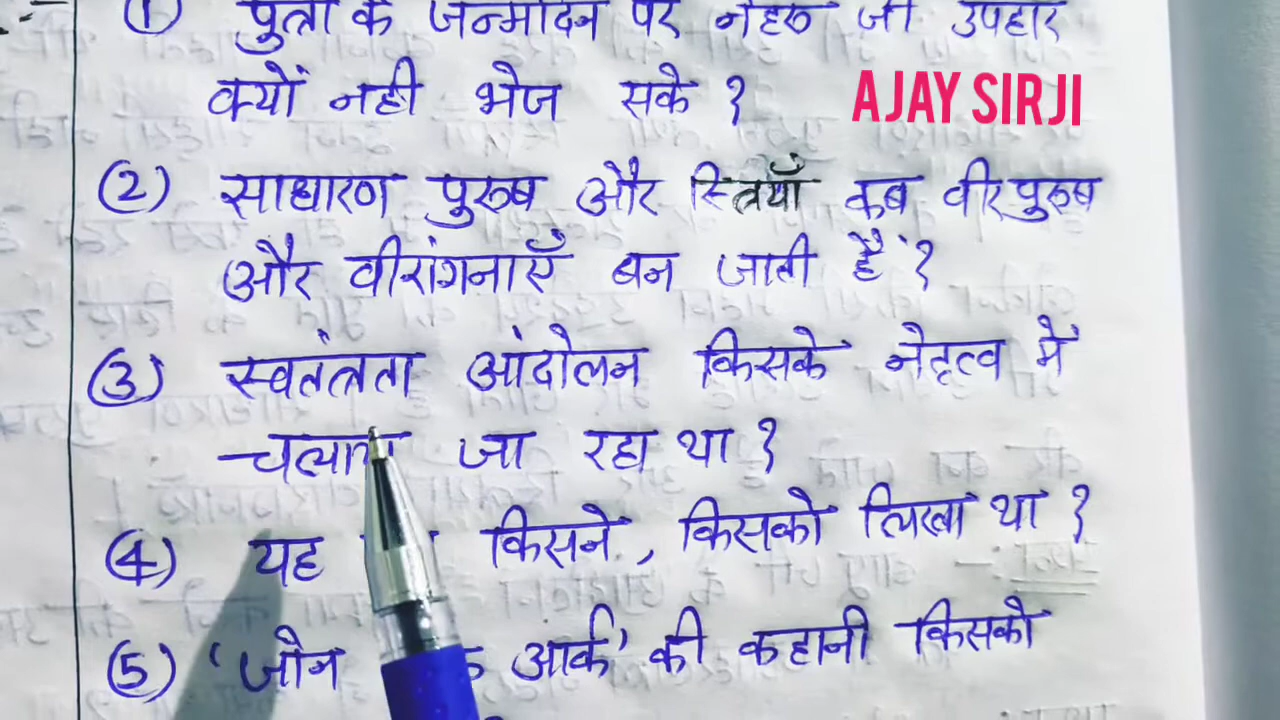 (1) पुत्री के जन्मदिन पर नेहरू जी उपहार
क्यों नही भेज सके ?
AJAY SIRJI
(2) साधारण पुरूष और स्त्रियाँ कब वीरपुरूष
और वीरांगनाएँ बन जाती हैं ?
(3) स्वतंत्रता आंदोलन किसके नेतृत्व में
चलाया जा रहा था ?
(4) यह किसने, किसको लिखा था ?
(5) 'जोन आर्क' की कहानी किसको